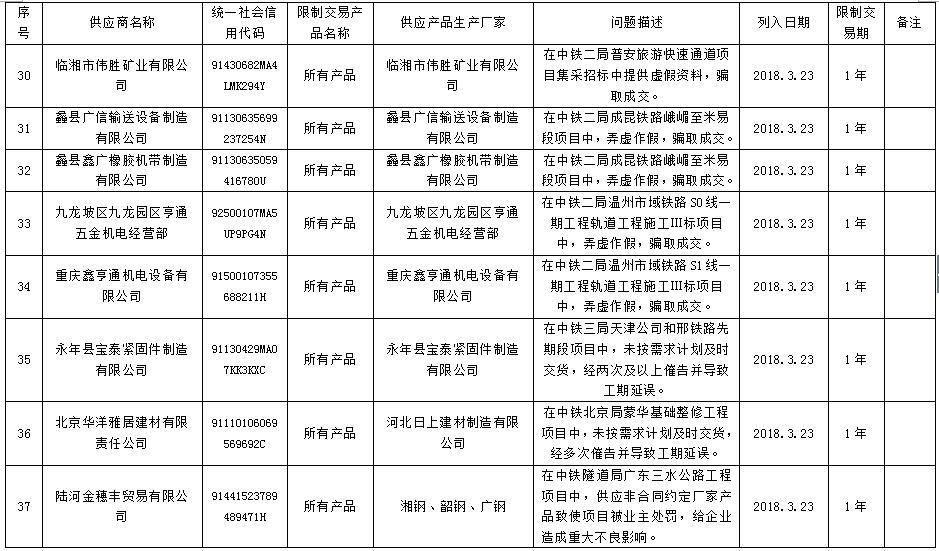 序号 供应商名称 统一社会信用代码 限制交易产品名称 供应产品生产厂家 问题描述 列入日期 限制交易期 备注
30 临湘市伟胜矿业有限公司 91430682MA4LMK294Y 所有产品 临湘市伟胜矿业有限公司 在中铁二局普安旅游快速通道项目集采招标中提供虚假资料，骗取成交。 2018.3.23 1年
31 蠡县广信输送设备制造有限公司 91130635699237254N 所有产品 蠡县广信输送设备制造有限公司 在中铁二局成昆铁路峨嵋至米易段项目中，弄虚作假，骗取成交。 2018.3.23 1年
32 蠡县鑫广橡胶机带制造有限公司 91130635059416780U 所有产品 蠡县鑫广橡胶机带制造有限公司 在中铁二局成昆铁路峨嵋至米易段项目中，弄虚作假，骗取成交。 2018.3.23 1年
33 九龙坡区九龙园区亨通五金机电经营部 92500107MA5UP9PG4N 所有产品 九龙坡区九龙园区亨通五金机电经营部 在中铁二局温州市域铁路S0线一期工程轨道工程施工Ⅲ标项目中，弄虚作假，骗取成交。 2018.3.23 1年
34 重庆鑫亨通机电设备有限公司 91500107355688211H 所有产品 重庆鑫亨通机电设备有限公司 在中铁二局温州市域铁路S1线一期工程轨道工程施工Ⅲ标项目中，弄虚作假，骗取成交。 2018.3.23 1年
35 永年县宝泰紧固件制造有限公司 91130429MA07KK3KXC 所有产品 永年县宝泰紧固件制造有限公司 在中铁三局天津公司和邢铁路先期段项目中，未按需求计划及时交货，经两次及以上催告并导致工期延误。 2018.3.23 1年
36 北京华洋雅居建材有限责任公司 91110106069569692C 所有产品 河北日上建材制造有限公司 在中铁北京局蒙华基础整修工程项目中，未按需求计划及时交货，经多次催告并导致工期延误。 2018.3.23 1年
37 陆河金穗丰贸易有限公司 91441523789489471H 所有产品 湘钢、韶钢、广钢 在中铁隧道局广东三水公路工程项目中，供应非合同约定厂家产品致使项目被业主处罚，给企业造成重大不良影响。 2018.3.23 1年